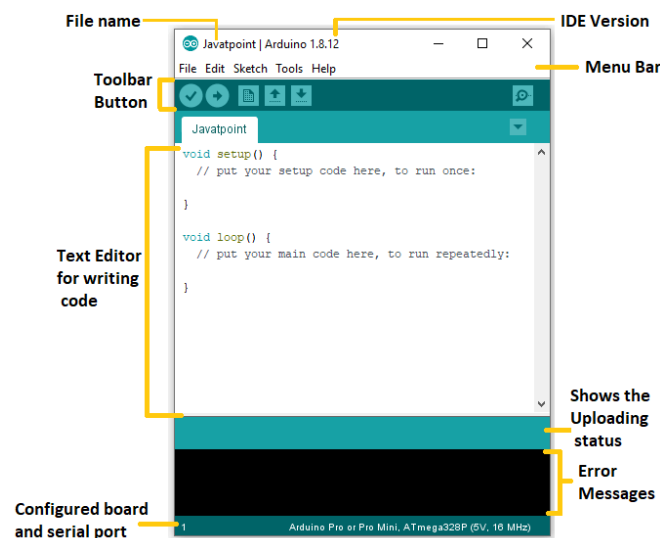 File name
IDE Version
Javatpoint | Arduino 1.8.12
File Edit Sketch Tools Help
Menu Bar
Toolbar
Button
Javatpoint
void setup() {
// put your setup code here, to run once:
}
void loop() {
// put your main code here, to run repeatedly:
}
Text Editor
for writing
code
Shows the
Uploading
status
Error
Messages
Configured board
and serial port
1
Arduino Pro or Pro Mini, ATmega328P (5V, 16 MHz)